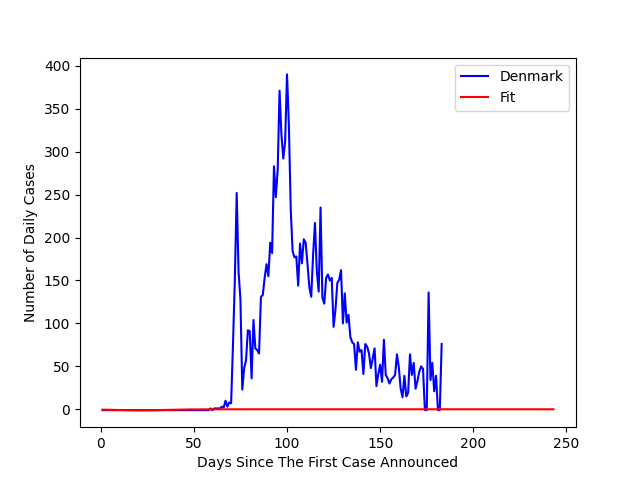 Denmark
Fit
400
350
300
250
200
150
100
50
0
Number of Daily Cases
0 50 100 150 200 250
Days Since The First Case Announced